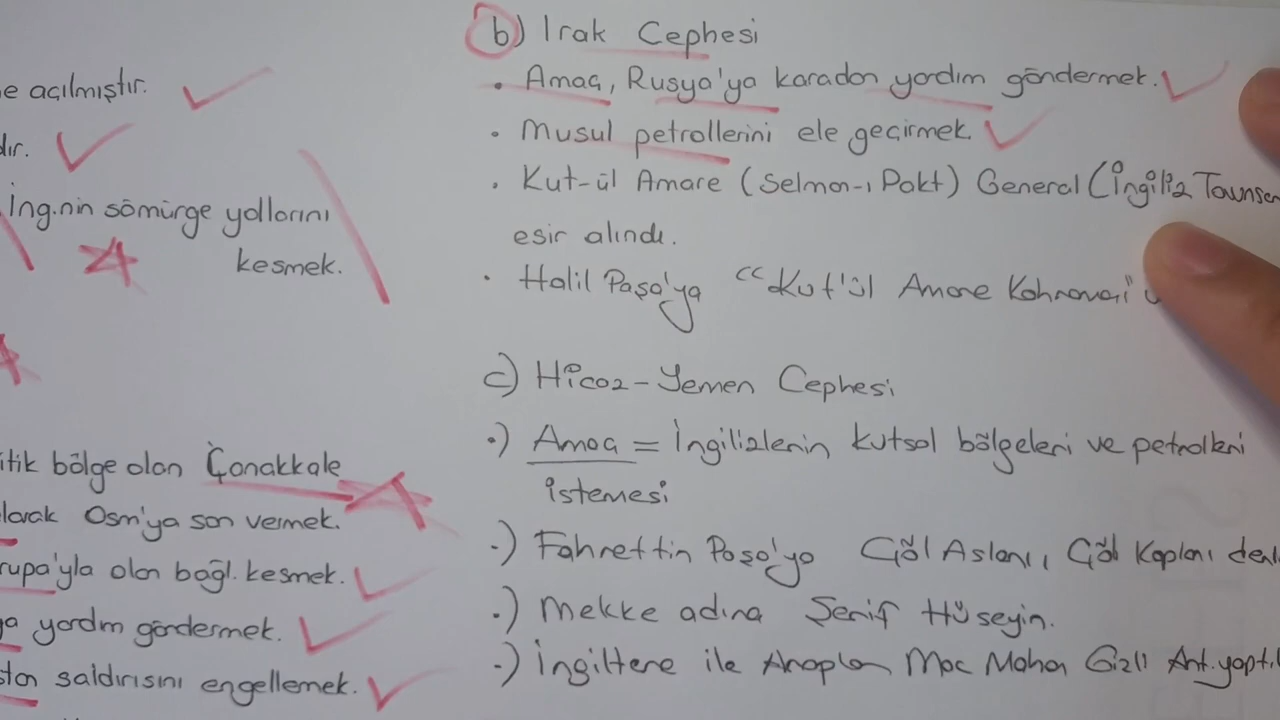 e açılmıştır.
dır.
İng.nin sömürge yollarını
kesmek.
itik bölge olan Çanakkale
larak Osm'ya son vermek.
rupa'yla olan bağl. kesmek.
ya yardım göndermek.
stan saldırısını engellemek.
b) Irak Cephesi
• Amaç, Rusya'ya karadan yardım göndermek.
• Musul petrollerini ele geçirmek.
• Kut-ül Amare (Selman-ı Pakt) General (İngiliz Townsen
esir alındı.
• Halil Paşa'ya "Kut'ül Amare Kahramanı"
c) Hicaz-Yemen Cephesi
•) Amaç = İngilizlerin kutsal bölgeleri ve petrolleri
istemesi
•) Fahrettin Paşa'ya Çöl Aslanı, Çöl Kaplanı den
•) Mekke adına Şerif Hüseyin.
•) İngiltere ile Araplar Mac Mahon Gizli Ant. yaptıl